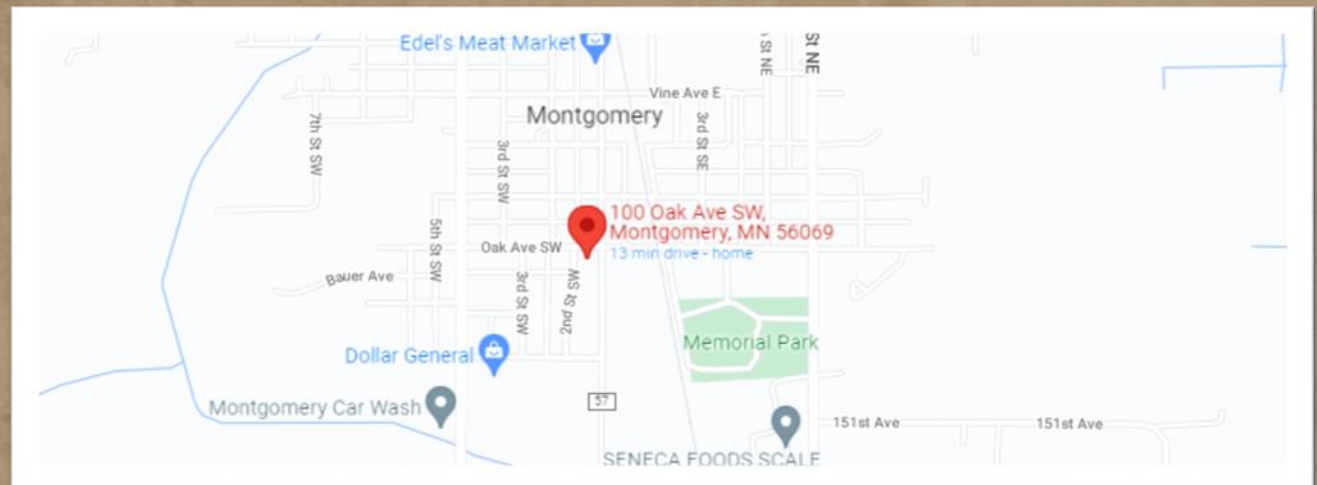 Edel's Meat Market
St NE
St NE
Vine Ave E
Montgomery
7th St SW
3rd St SW
3rd St SE
100 Oak Ave SW,
Montgomery, MN 56069
13 min drive - home
5th St SW
Oak Ave SW
Bauer Ave
3rd St SW
2nd St SW
Memorial Park
Dollar General
57
Montgomery Car Wash
151st Ave
151st Ave
SENECA FOODS SCALE